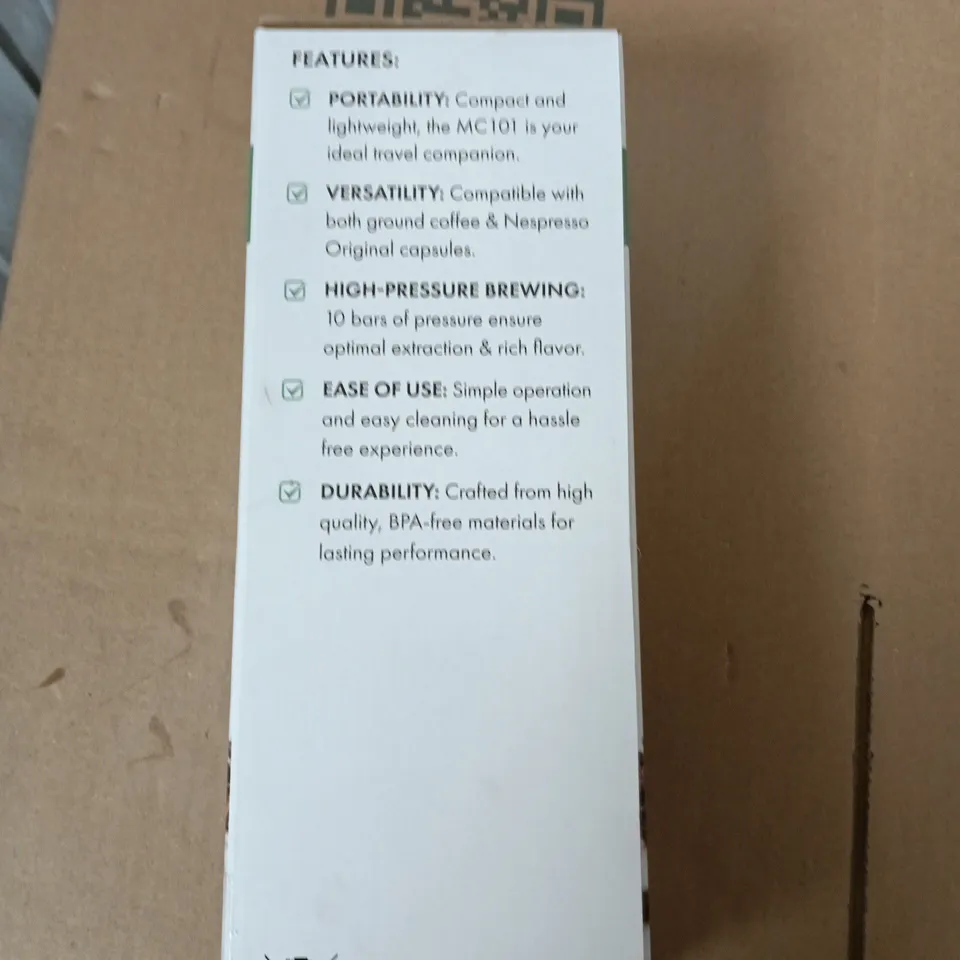 FEATURES:
PORTABILITY: Compact and
lightweight, the MC101 is your
ideal travel companion.
VERSATILITY: Compatible with
both ground coffee & Nespresso
Original capsules.
HIGH-PRESSURE BREWING:
10 bars of pressure ensure
optimal extraction & rich flavor.
EASE OF USE: Simple operation
and easy cleaning for a hassle
free experience.
DURABILITY: Crafted from high
quality, BPA-free materials for
lasting performance.